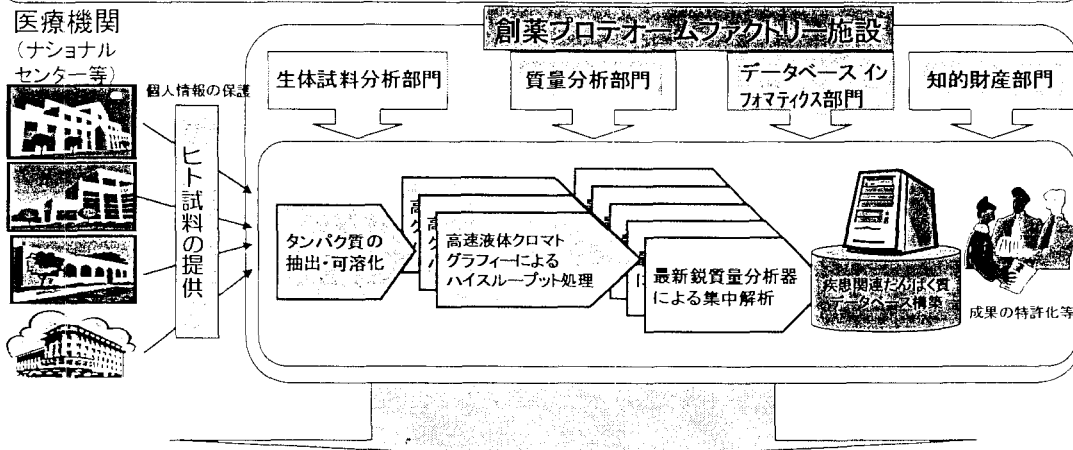 医療機関
(ナショナル
センター等)
個人情報の保護
ヒト試料の提供
創薬プロテオームファクトリー施設
生体試料分析部門
質量分析部門
データベース イン
フォマティクス部門
知的財産部門
タンパク質の
抽出・可溶化
高速液体クロマト
グラフィーによる
ハイスループット処理
最新鋭質量分析器
による集中解析
疾患関連たんぱく質
データベース構築
成果の特許化等